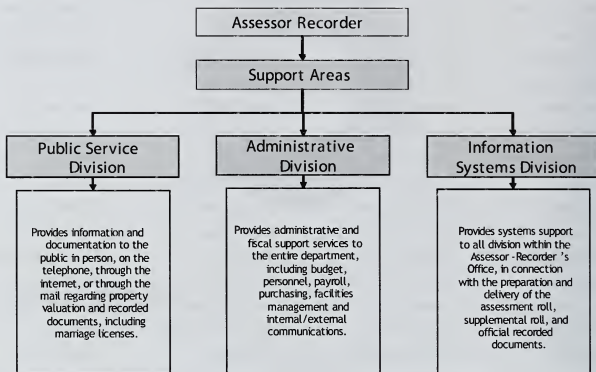 Assessor Recorder
Support Areas
Public Service
Division
Provides information and
documentation to the
public in person, on the
telephone, through the
internet, or through the
mail regarding property
valuation and recorded
documents, including
marriage licenses.
Administrative
Division
Provides administrative and
fiscal support services to
the entire department,
including budget,
personnel, payroll,
purchasing, facilities
management and
internal/external
communications.
Information
Systems Division
Provides systems support
to all division within the
Assessor-Recorder 's
Office, in connection
with the preparation and
delivery of the
assessment roll,
supplemental roll, and
official recorded
documents.